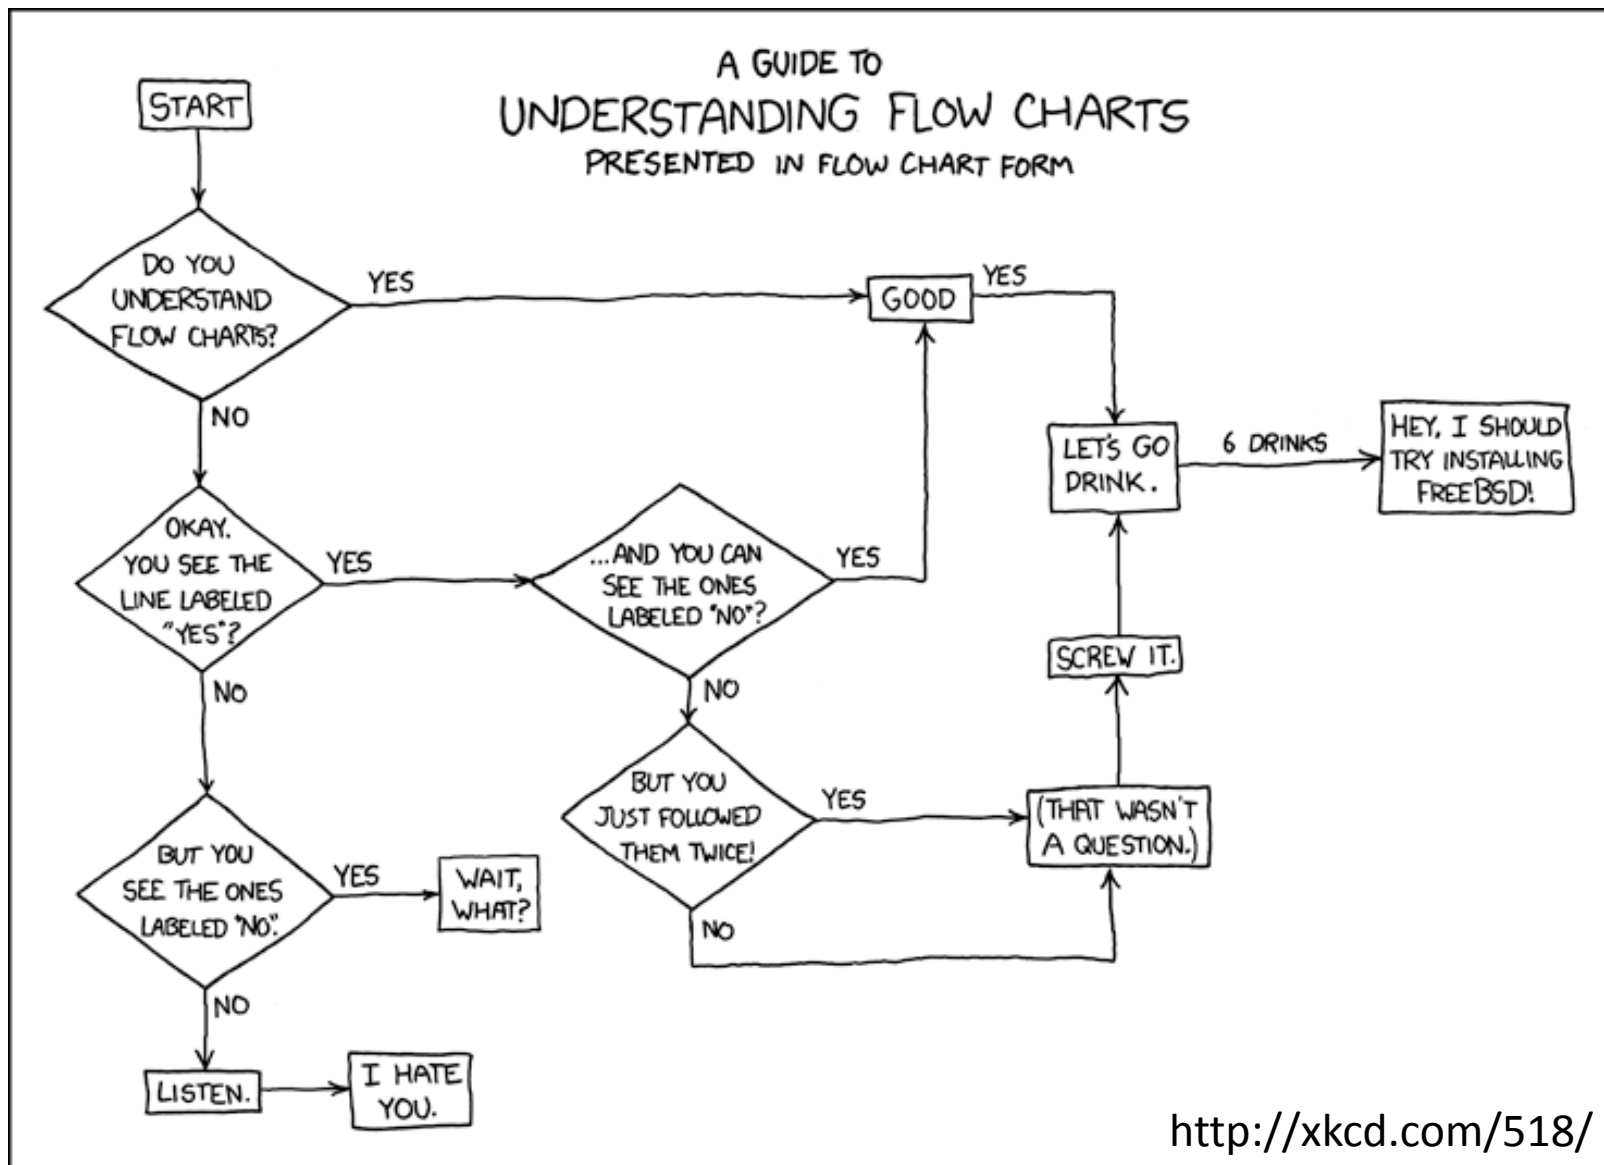 A GUIDE TO
UNDERSTANDING FLOW CHARTS
PRESENTED IN FLOW CHART FORM
START
DO YOU
UNDERSTAND
FLOW CHARTS?
YES
GOOD
YES
NO
LET'S GO
DRINK.
6 DRINKS
HEY, I SHOULD
TRY INSTALLING
FREEBSD!
OKAY.
YOU SEE THE
LINE LABELED
"YES"?
YES
...AND YOU CAN
SEE THE ONES
LABELED "NO"?
YES
NO
NO
SCREW IT.
BUT YOU
JUST FOLLOWED
THEM TWICE!
YES
(THAT WASN'T
A QUESTION.)
NO
BUT YOU
SEE THE ONES
LABELED "NO".
YES
WAIT,
WHAT?
NO
LISTEN.
I HATE
YOU.
http://xkcd.com/518/